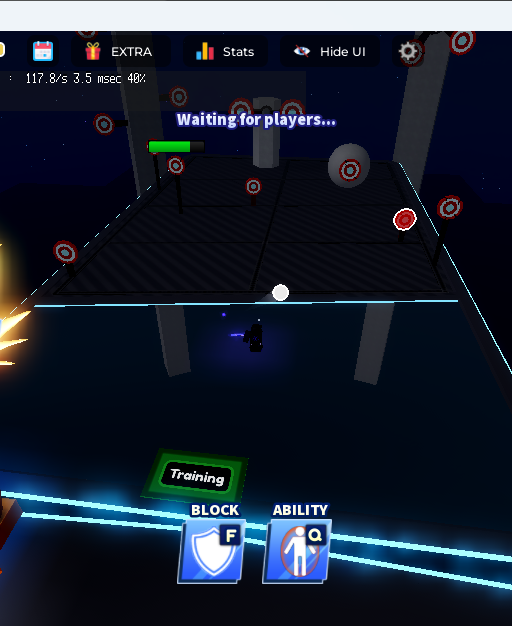 EXTRA
Stats
Hide UI
: 117.8/s 3.5 msec 40%
Waiting for players...
Training
BLOCK
ABILITY
F
Q